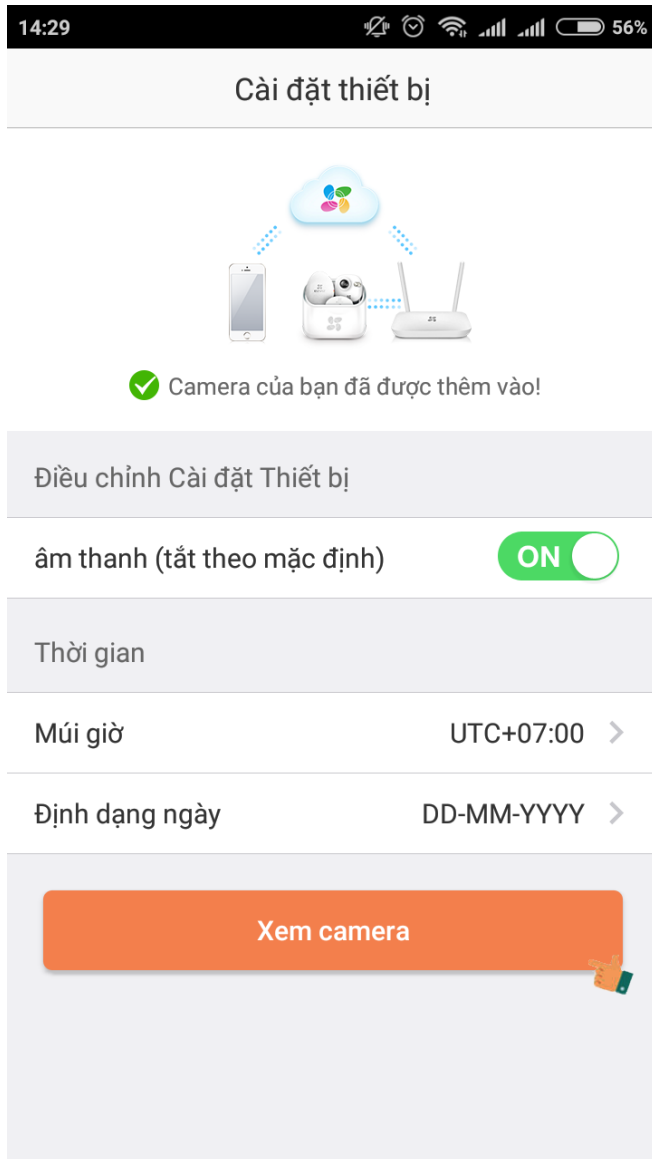 14:29
56%
Cài đặt thiết bị
Camera của bạn đã được thêm vào!
Điều chỉnh Cài đặt Thiết bị
âm thanh (tắt theo mặc định)
ON
Thời gian
Múi giờ
UTC+07:00
Định dạng ngày
DD-MM-YYYY
Xem camera